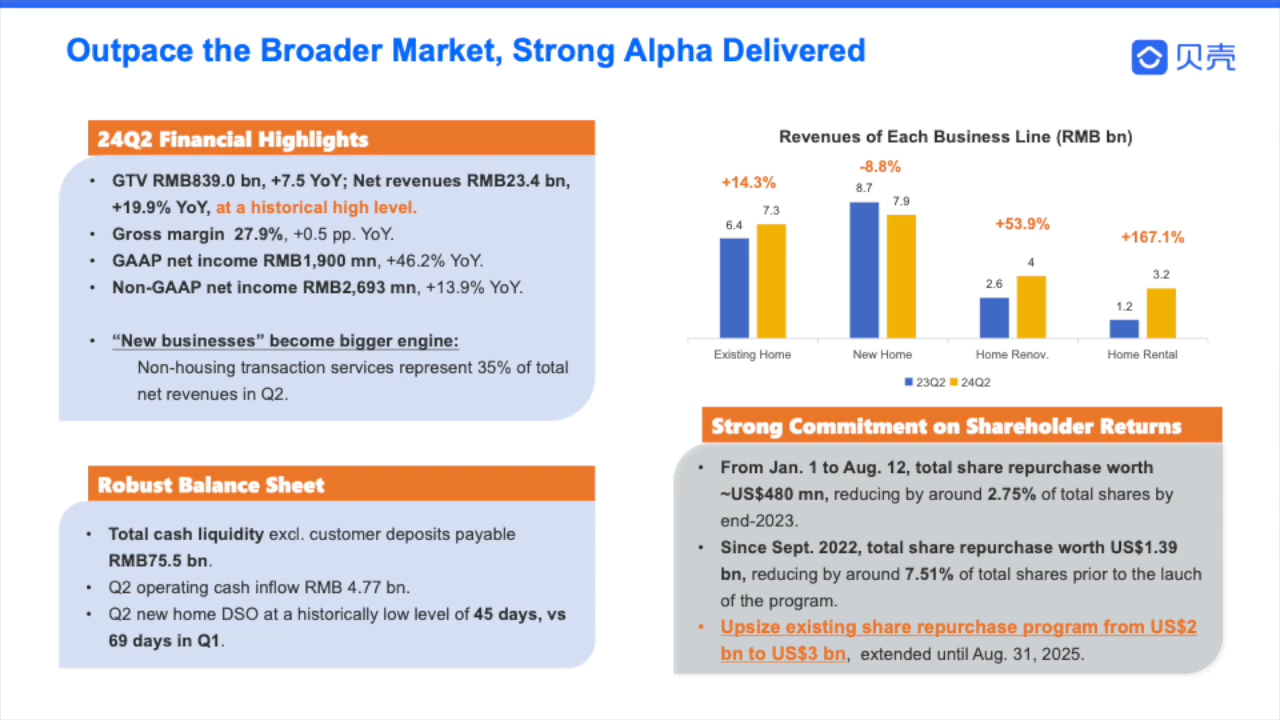 Outpace the Broader Market, Strong Alpha Delivered
贝壳
24Q2 Financial Highlights
• GTV RMB839.0 bn, +7.5 YoY; Net revenues RMB23.4 bn,
+19.9% YoY, at a historical high level.
• Gross margin 27.9%, +0.5 pp. YoY.
• GAAP net income RMB1,900 mn, +46.2% YoY.
• Non-GAAP net income RMB2,693 mn, +13.9% YoY.
• “New businesses” become bigger engine:
Non-housing transaction services represent 35% of total
net revenues in Q2.
Robust Balance Sheet
• Total cash liquidity excl. customer deposits payable
RMB75.5 bn.
• Q2 operating cash inflow RMB 4.77 bn.
• Q2 new home DSO at a historically low level of 45 days, vs
69 days in Q1.
Revenues of Each Business Line (RMB bn)
+14.3%
-8.8%
+53.9%
+167.1%
6.4
7.3
8.7
7.9
2.6
4
1.2
3.2
Existing Home
New Home
Home Renov.
Home Rental
23Q2
24Q2
Strong Commitment on Shareholder Returns
• From Jan. 1 to Aug. 12, total share repurchase worth
~US$480 mn, reducing by around 2.75% of total shares by
end-2023.
• Since Sept. 2022, total share repurchase worth US$1.39
bn, reducing by around 7.51% of total shares prior to the lauch
of the program.
• Upsize existing share repurchase program from US$2
bn to US$3 bn, extended until Aug. 31, 2025.